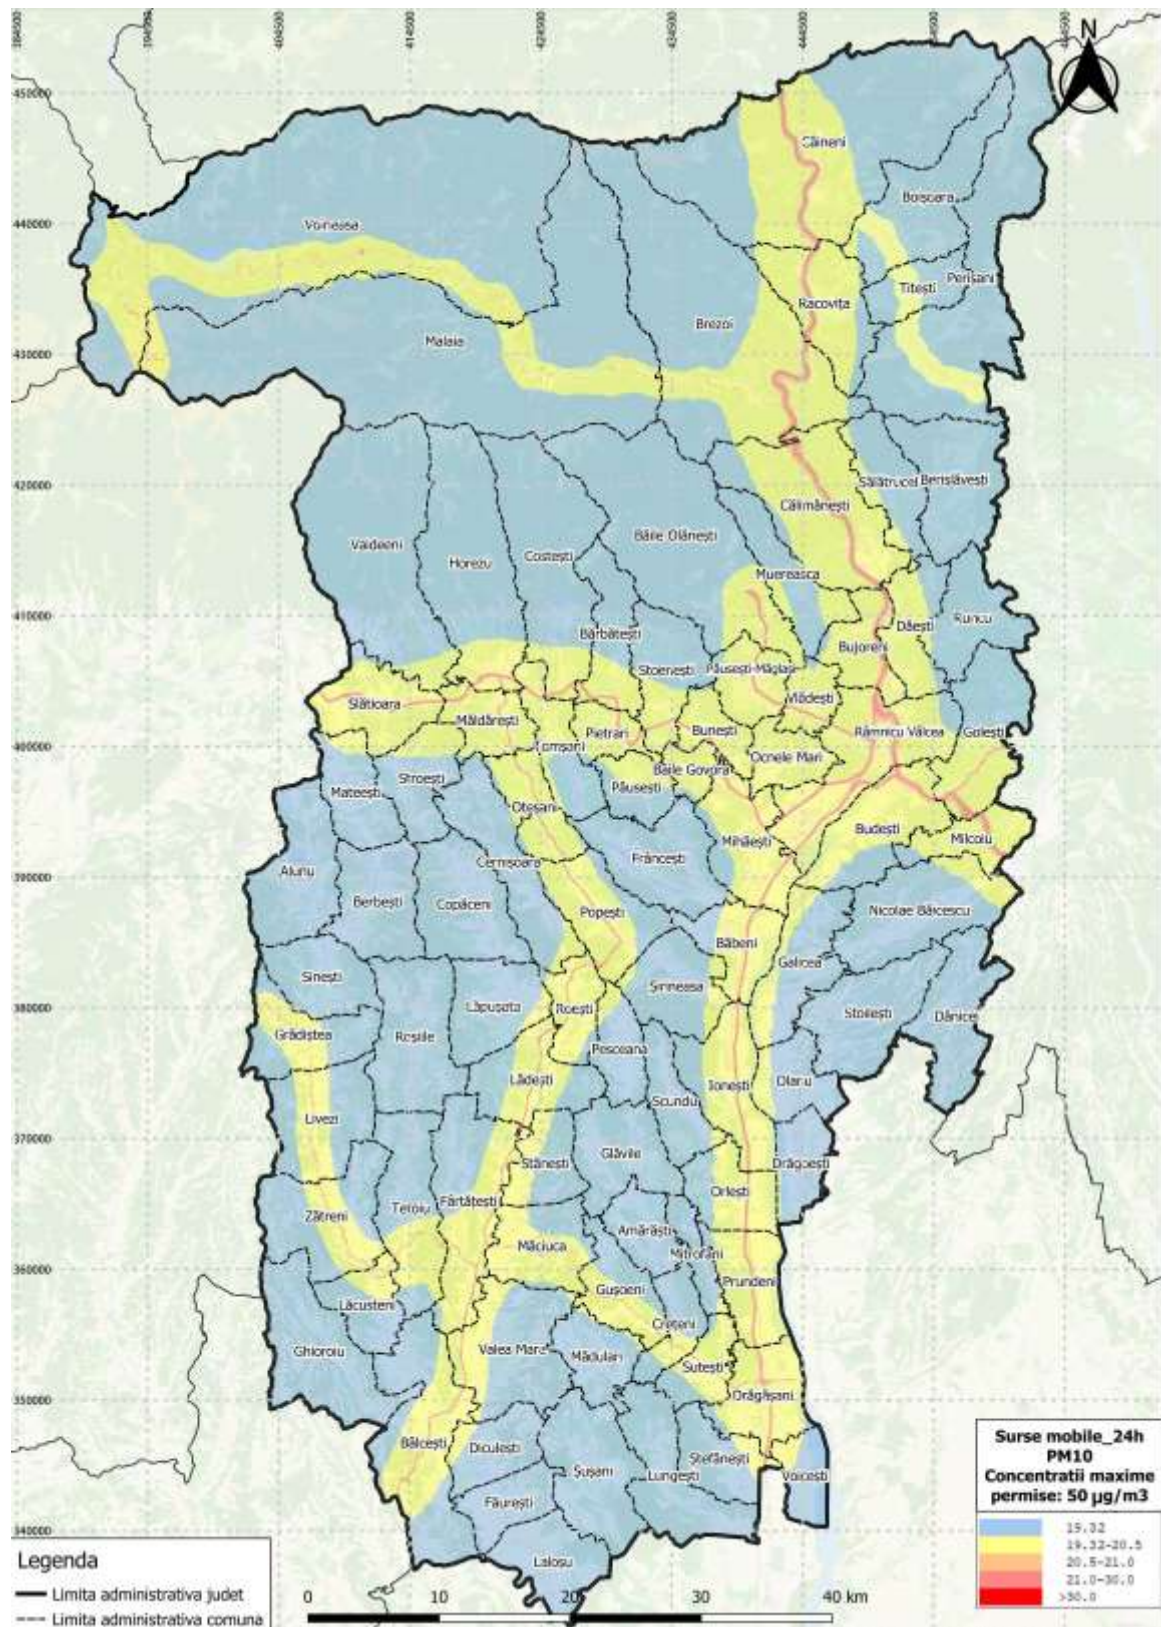 N
450000
Câineni
Boișoara
440000
Voineasa
Perișani
Titești
Racovița
Brezoi
Malaia
430000
420000
Sălătrucel
Berislăvești
Călimănești
Băile Olănești
Vaideeni
Costești
Horezu
Muereasca
410000
Runcu
Dăești
Bărbătești
Bujoreni
Stoenești
Păusești-Măglași
Vlădești
Slătioara
Măldărești
Pietrari
Bunești
Râmnicu Vâlcea
Golești
400000
Tomșani
Ocnele Mari
Băile Govora
Stroești
Mateești
Păusești
Oteșani
Budești
Mihăești
Milcoiu
Frâncești
Cernișoara
Alunu
390000
Berbești
Copăceni
Popești
Nicolae Bălcescu
Băbeni
Galicea
Sinești
Șirineasa
Lăpușata
Roești
Stoilești
Dănicei
380000
Grădiștea
Roșiile
Pesceana
Lădești
Ionești
Olanu
Scundu
Livezi
370000
Glăvile
Stănești
Drăgoești
Orlești
Fârtățești
Tetoiu
Zătreni
Amărăști
Măciuca
Mitrofani
360000
Prundeni
Gușoeni
Lăcusteni
Crețeni
Ghioroiu
Valea Mare
Mădulari
Sutești
350000
Drăgășani
Bălcești
Diculești
Ștefănești
Șușani
Lungești
Voicești
Făurești
340000
Lalosu
Surse mobile_24h
PM10
Concentratii maxime
permise: 50 µg/m3
19.32
19.32-20.5
20.5-21.0
21.0-30.0
>30.0
Legenda
Limita administrativa judet
Limita administrativa comuna
0 10 20 30 40 km